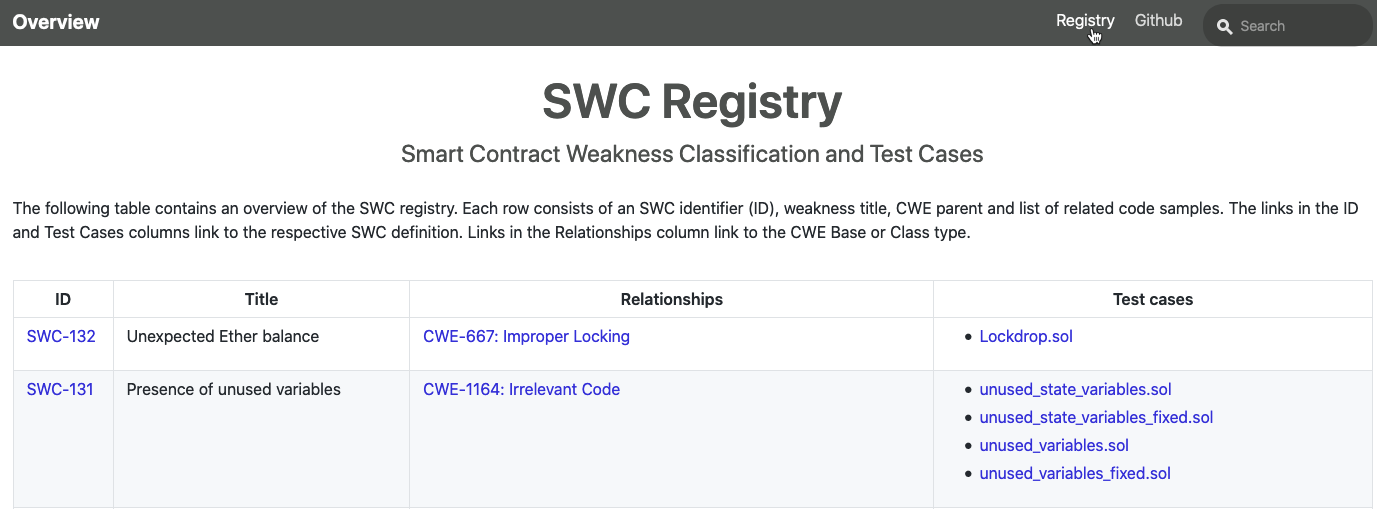 Overview
Registry
Github
Search
SWC Registry
Smart Contract Weakness Classification and Test Cases
The following table contains an overview of the SWC registry. Each row consists of an SWC identifier (ID), weakness title, CWE parent and list of related code samples. The links in the ID
and Test Cases columns link to the respective SWC definition. Links in the Relationships column link to the CWE Base or Class type.
ID Title Relationships Test cases
SWC-132 Unexpected Ether balance CWE-667: Improper Locking • Lockdrop.sol
SWC-131 Presence of unused variables CWE-1164: Irrelevant Code • unused_state_variables.sol
• unused_state_variables_fixed.sol
• unused_variables.sol
• unused_variables_fixed.sol